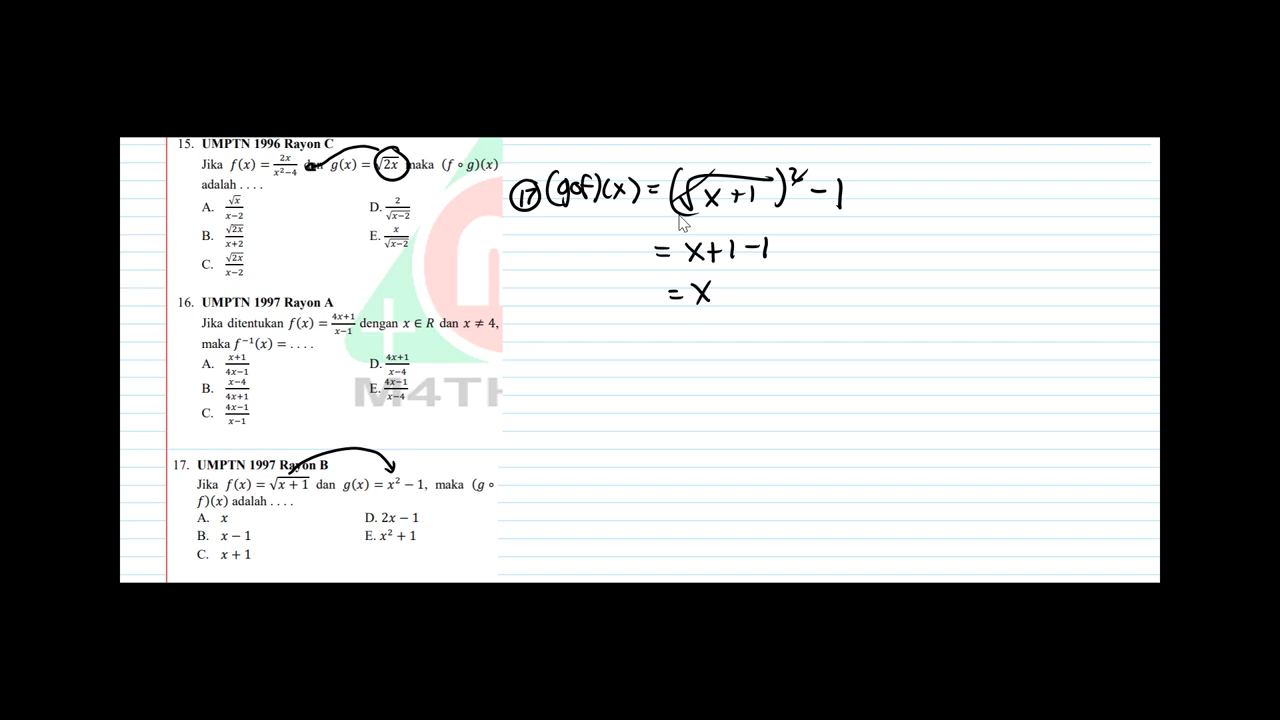 15. UMPTN 1996 Rayon C
Jika f(x) = 2x/x²−4 dan g(x) = √2x maka (f ∘ g)(x)
adalah . . . .
A. √x/x−2 D. 2/√x−2
B. √2x/x+2 E. x/√x−2
C. √2x/x−2
16. UMPTN 1997 Rayon A
Jika ditentukan f(x) = 4x+1/x−1 dengan x ∈ R dan x ≠ 4,
maka f⁻¹(x) = . . . .
A. x+1/4x−1 D. 4x+1/x−4
B. x−4/4x+1 E. 4x−1/x−4
C. 4x−1/x−1
M4TH
17. UMPTN 1997 Rayon B
Jika f(x) = √x + 1 dan g(x) = x² − 1, maka (g ∘
f)(x) adalah . . . .
A. x D. 2x − 1
B. x − 1 E. x² + 1
C. x + 1
17 (gof)(x) = (√x+1)² − 1
= x+1−1
= x